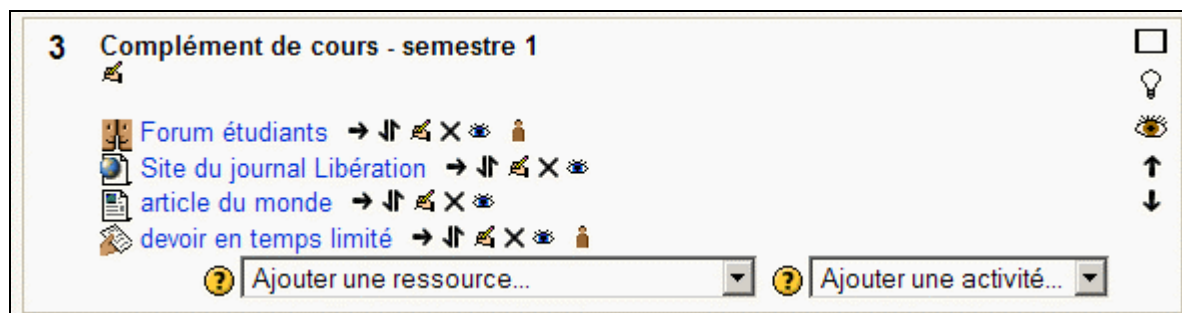 3 Complément de cours - semestre 1
Forum étudiants
Site du journal Libération
article du monde
devoir en temps limité
Ajouter une ressource... Ajouter une activité...